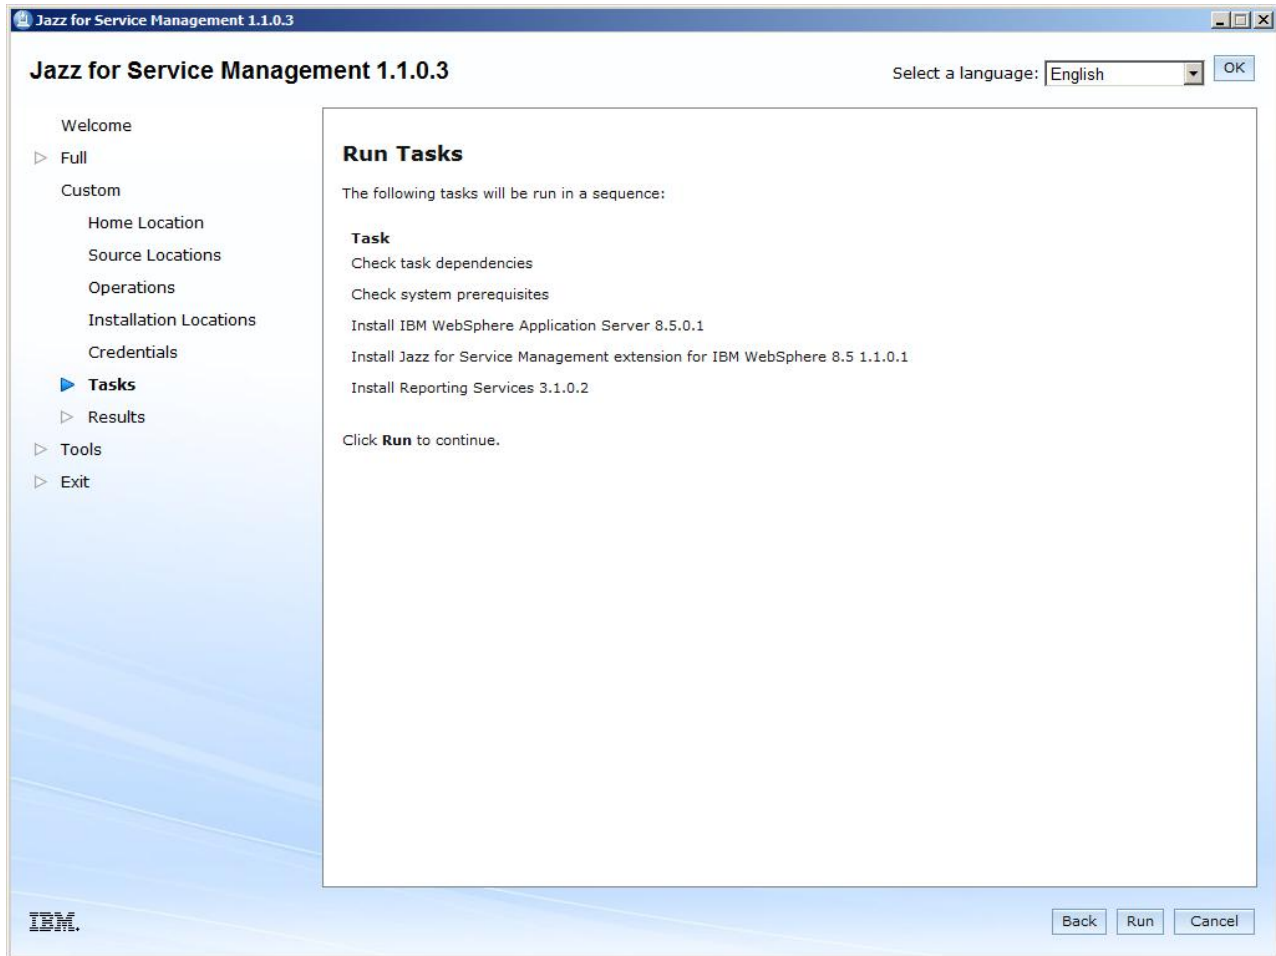 Jazz for Service Management 1.1.0.3
Jazz for Service Management 1.1.0.3
Select a language: English OK
Welcome
Full
Custom
Home Location
Source Locations
Operations
Installation Locations
Credentials
Tasks
Results
Tools
Exit
Run Tasks
The following tasks will be run in a sequence:
Task
Check task dependencies
Check system prerequisites
Install IBM WebSphere Application Server 8.5.0.1
Install Jazz for Service Management extension for IBM WebSphere 8.5 1.1.0.1
Install Reporting Services 3.1.0.2
Click Run to continue.
IBM.
Back Run Cancel